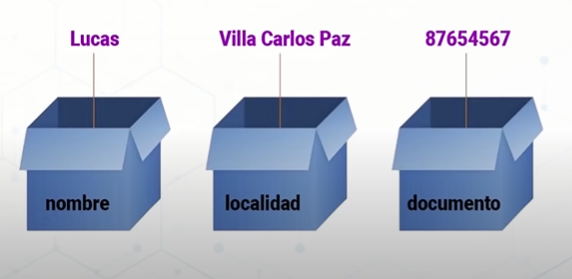 Lucas
Villa Carlos Paz
87654567
nombre
localidad
documento